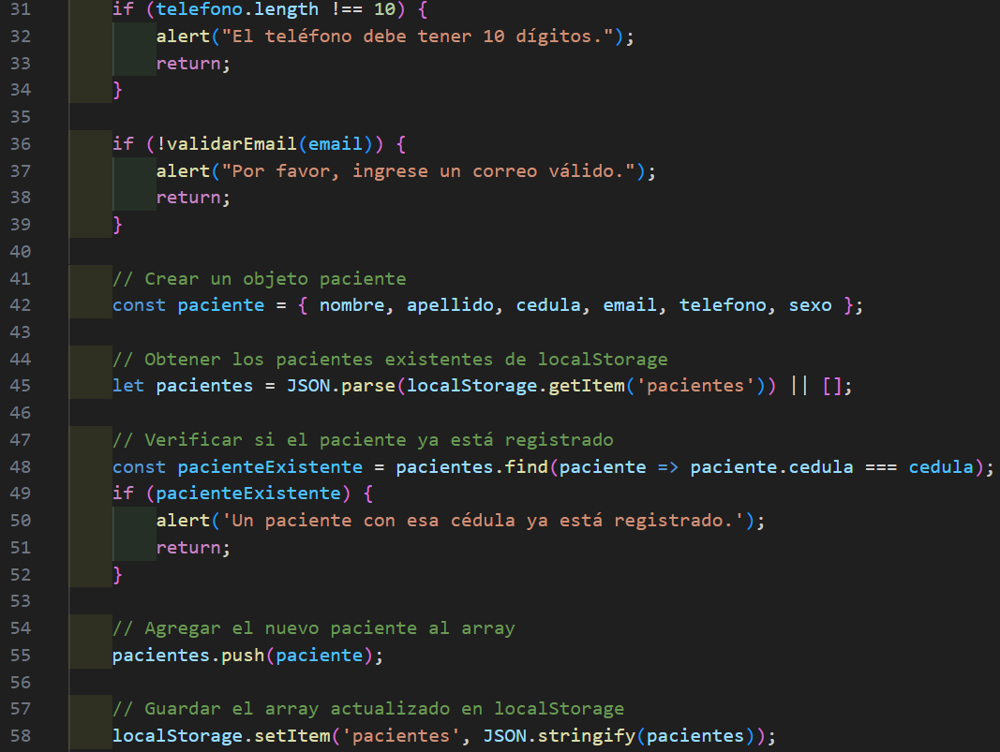 31 if (telefono.length !== 10) {
32 alert("El teléfono debe tener 10 dígitos.");
33 return;
34 }
35
36 if (!validarEmail(email)) {
37 alert("Por favor, ingrese un correo válido.");
38 return;
39 }
40
41 // Crear un objeto paciente
42 const paciente = { nombre, apellido, cedula, email, telefono, sexo };
43
44 // Obtener los pacientes existentes de localStorage
45 let pacientes = JSON.parse(localStorage.getItem('pacientes')) || [];
46
47 // Verificar si el paciente ya está registrado
48 const pacienteExistente = pacientes.find(paciente => paciente.cedula === cedula);
49 if (pacienteExistente) {
50 alert('Un paciente con esa cédula ya está registrado.');
51 return;
52 }
53
54 // Agregar el nuevo paciente al array
55 pacientes.push(paciente);
56
57 // Guardar el array actualizado en localStorage
58 localStorage.setItem('pacientes', JSON.stringify(pacientes));